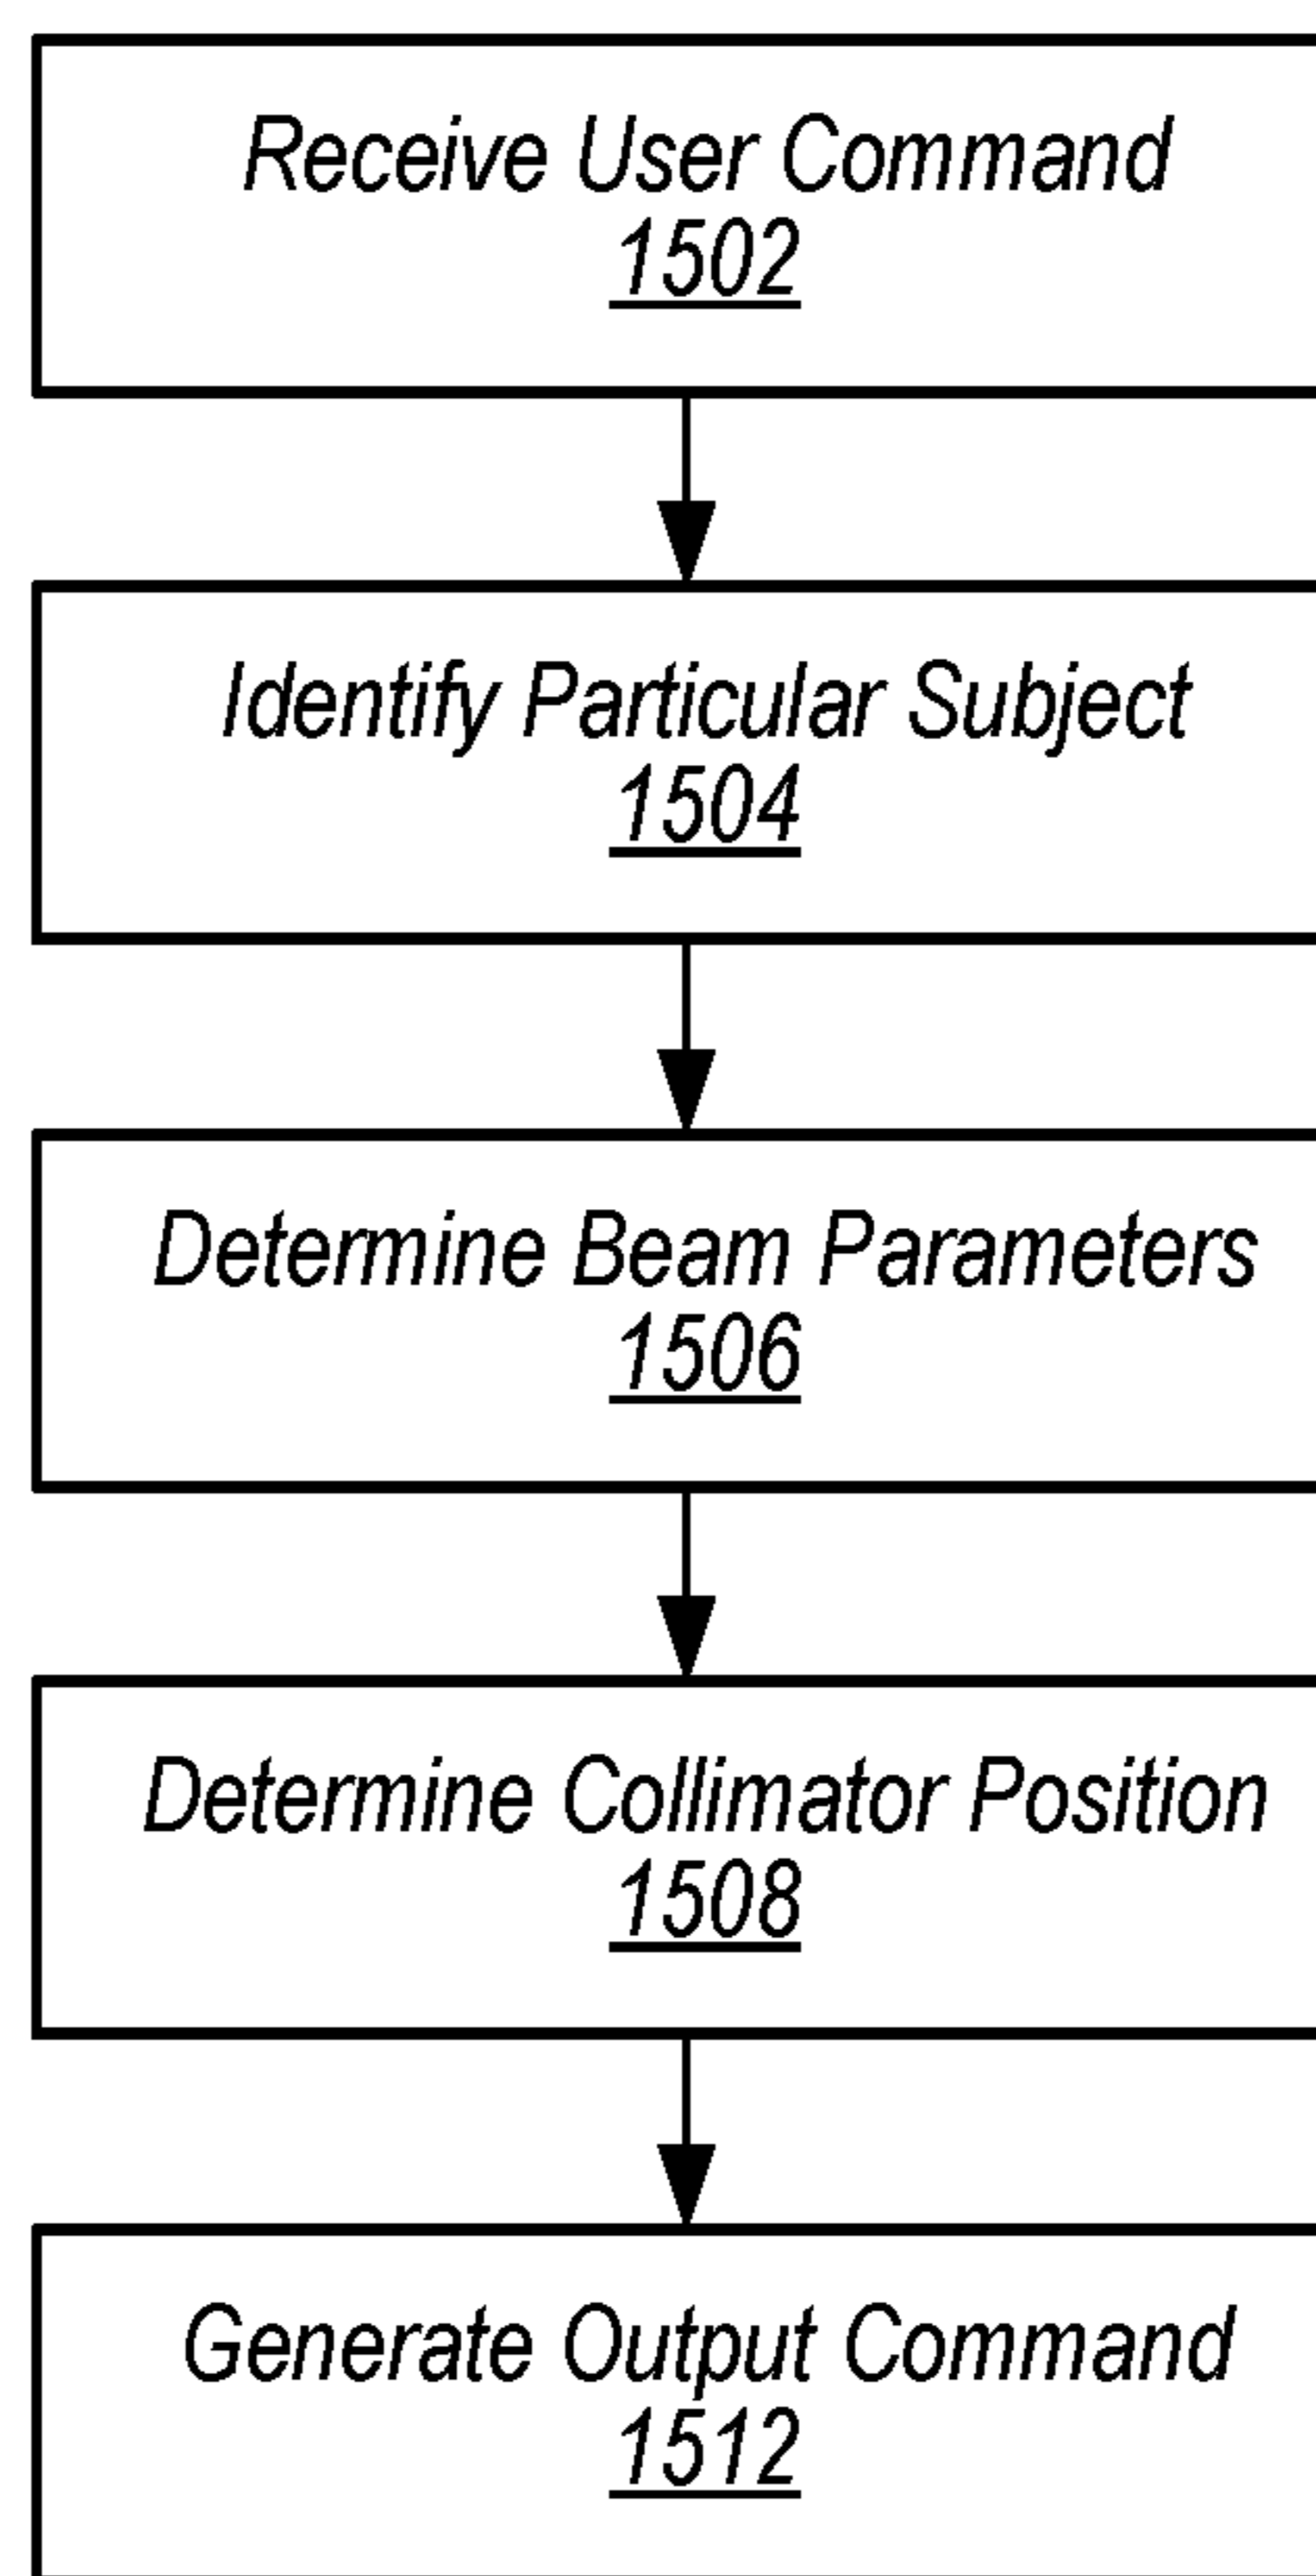 Receive User Command
1502
Identify Particular Subject
1504
Determine Beam Parameters
1506
Determine Collimator Position
1508
Generate Output Command
1512